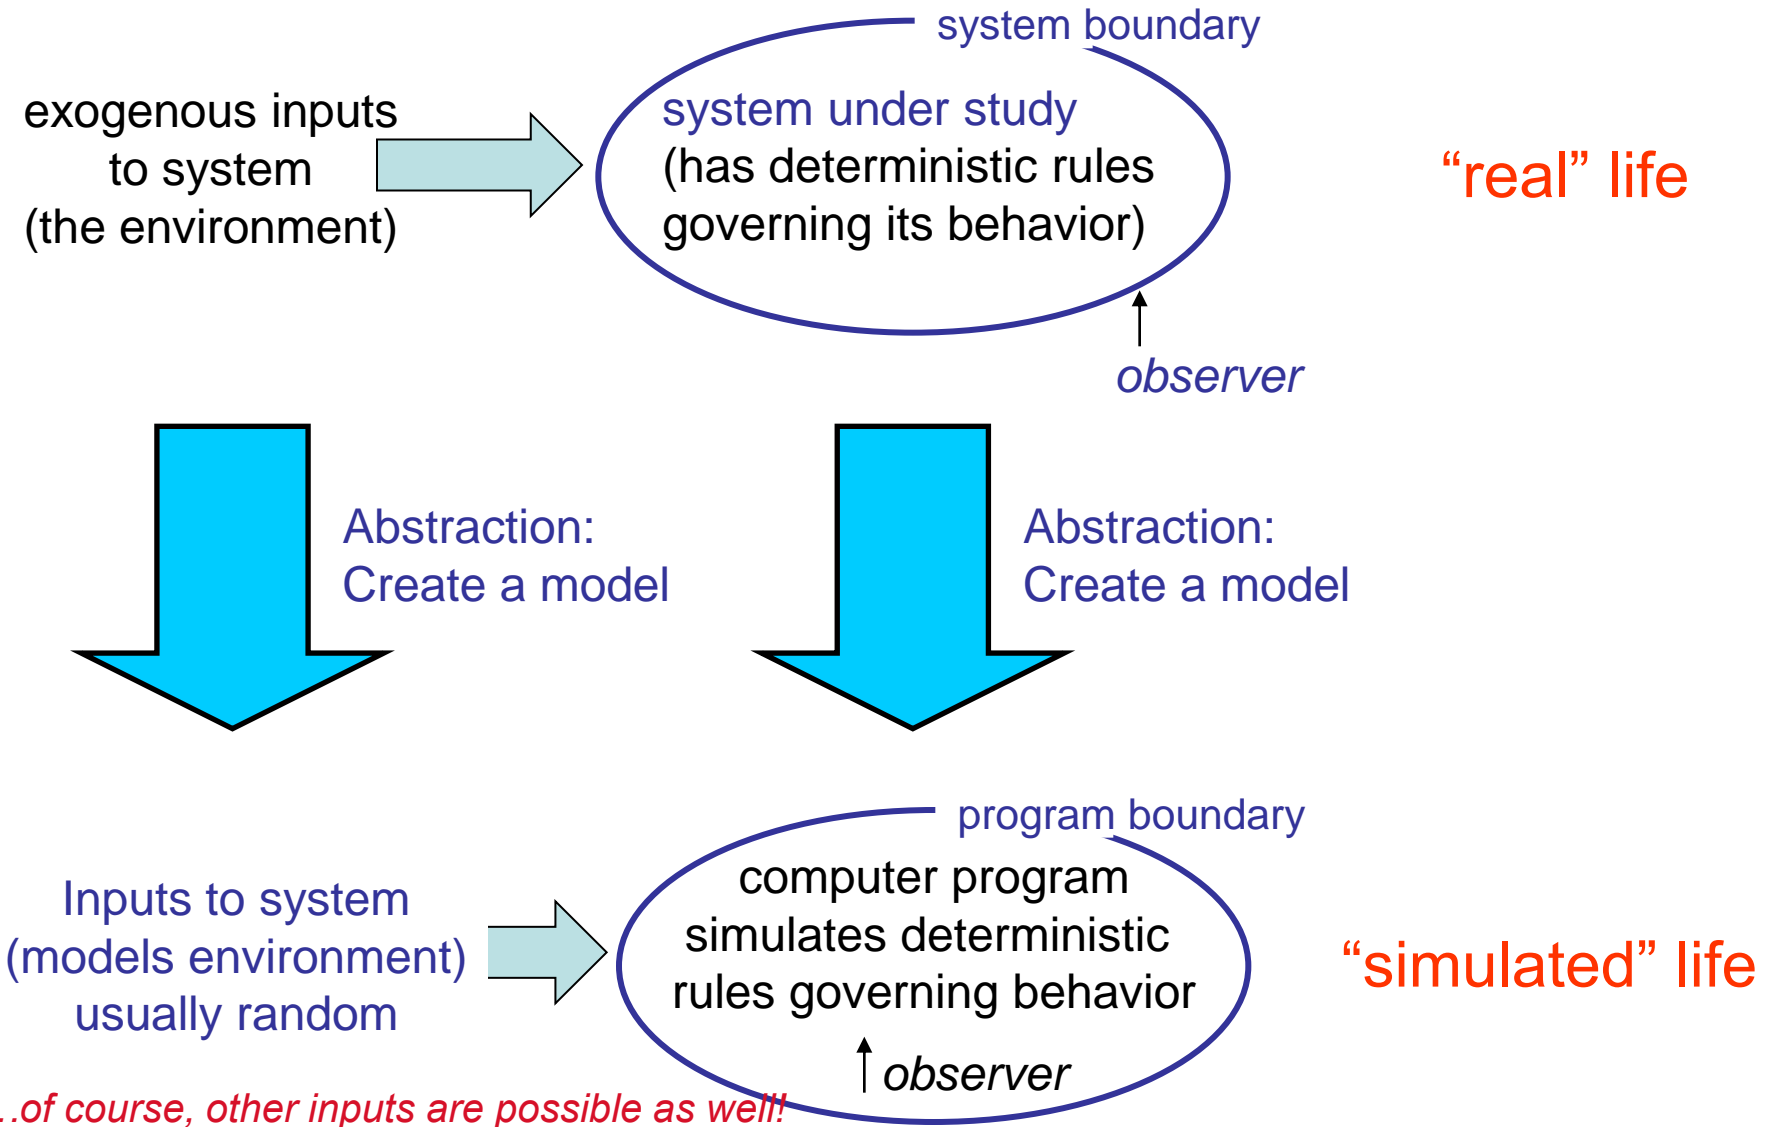 system boundary
exogenous inputs
to system
(the environment)
system under study
(has deterministic rules
governing its behavior)
“real” life
observer
Abstraction:
Create a model
Abstraction:
Create a model
program boundary
Inputs to system
(models environment)
usually random
computer program
simulates deterministic
rules governing behavior
“simulated” life
observer
…of course, other inputs are possible as well!